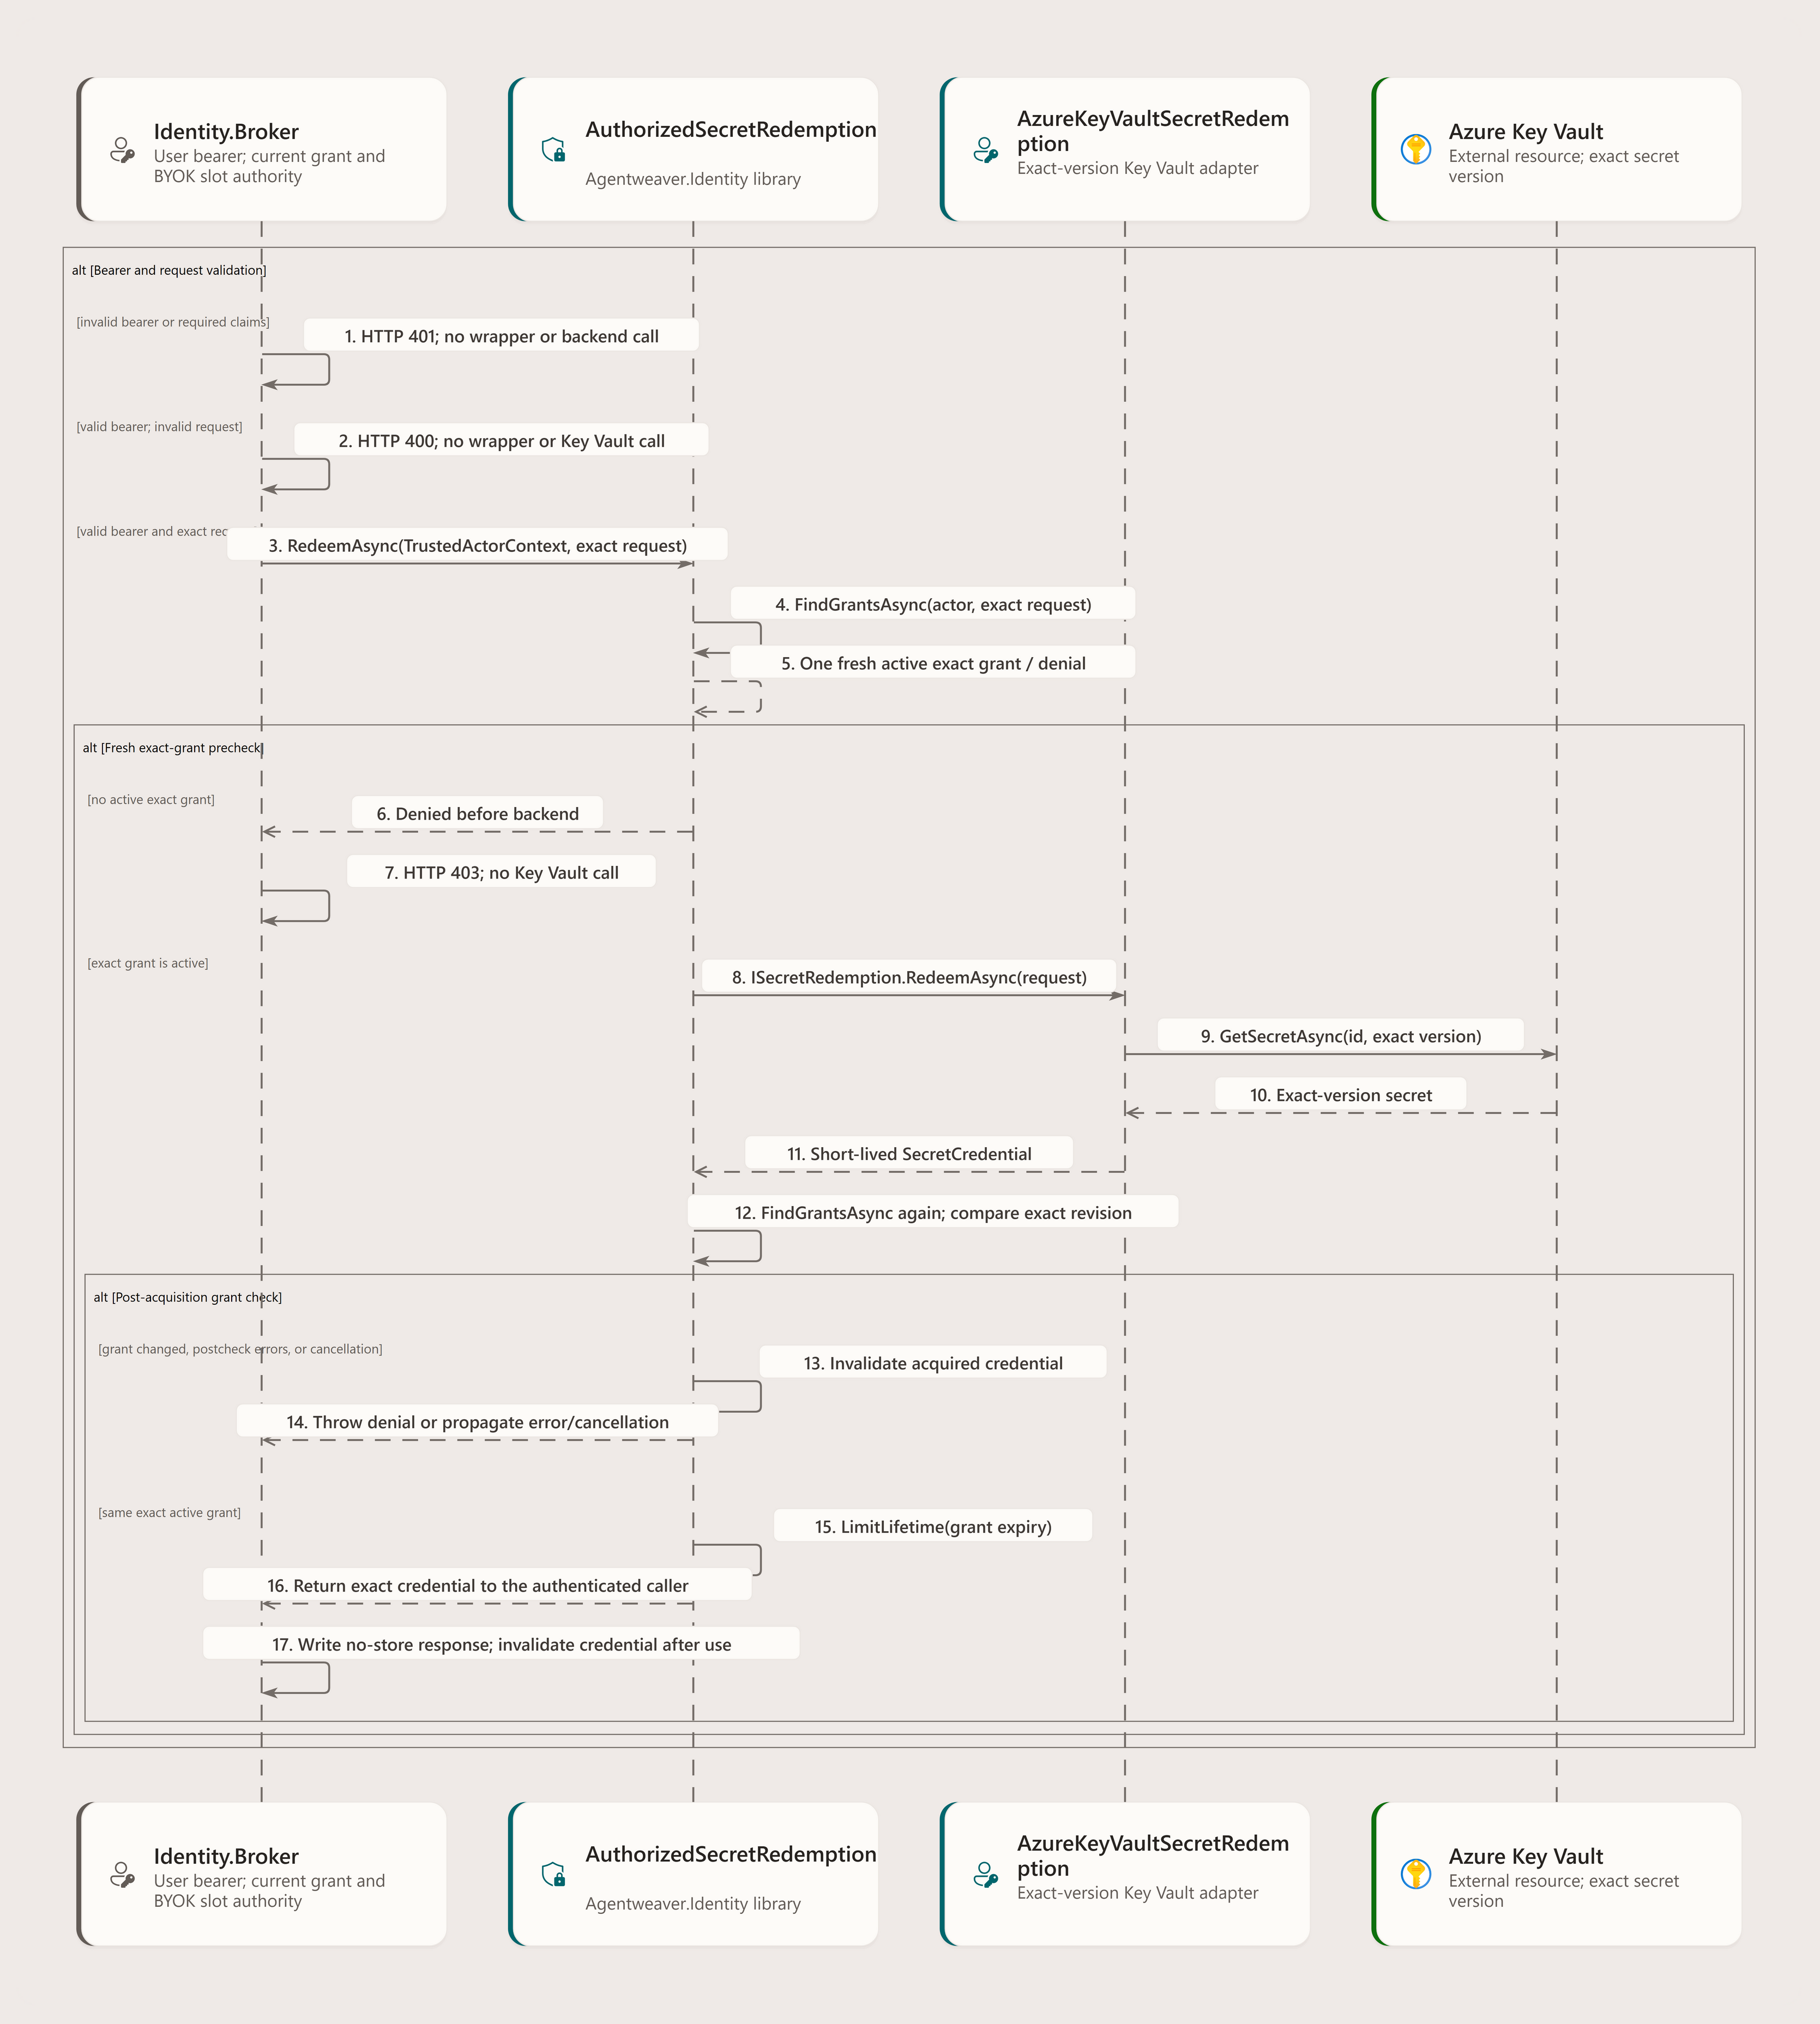 Identity.Broker
User bearer; current grant and
BYOK slot authority
AuthorizedSecretRedemption
Agentweaver.Identity library
AzureKeyVaultSecretRedem
ption
Exact-version Key Vault adapter
Azure Key Vault
External resource; exact secret
version
alt [Bearer and request validation]
[invalid bearer or required claims]
1. HTTP 401; no wrapper or backend call
[valid bearer; invalid request]
2. HTTP 400; no wrapper or Key Vault call
[valid bearer and exact
3. RedeemAsync(TrustedActorContext, exact request)
4. FindGrantsAsync(actor, exact request)
5. One fresh active exact grant / denial
alt [Fresh exact-grant precheck]
[no active exact grant]
6. Denied before backend
7. HTTP 403; no Key Vault call
[exact grant is active]
8. ISecretRedemption.RedeemAsync(request)
9. GetSecretAsync(id, exact version)
10. Exact-version secret
11. Short-lived SecretCredential
12. FindGrantsAsync again; compare exact revision
alt [Post-acquisition grant check]
[grant changed, postcheck errors, or cancellation]
13. Invalidate acquired credential
14. Throw denial or propagate error/cancellation
[same exact active grant]
15. LimitLifetime(grant expiry)
16. Return exact credential to the authenticated caller
17. Write no-store response; invalidate credential after use
Identity.Broker
User bearer; current grant and
BYOK slot authority
AuthorizedSecretRedemption
Agentweaver.Identity library
AzureKeyVaultSecretRedem
ption
Exact-version Key Vault adapter
Azure Key Vault
External resource; exact secret
version